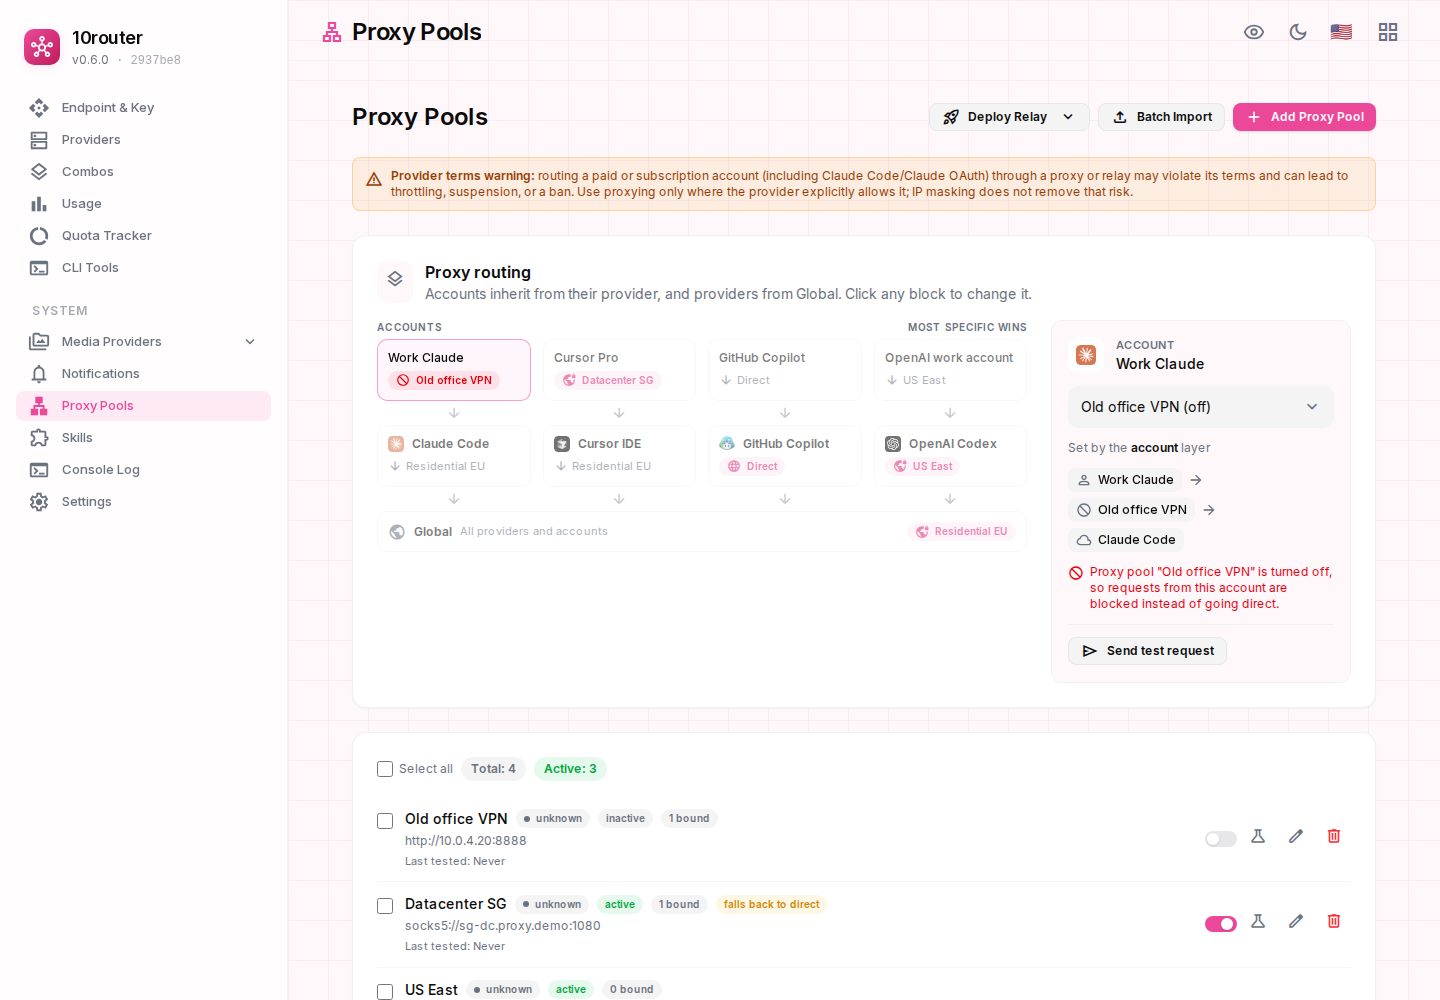 10router
v0.6.0 · 2937be8
Endpoint & Key
Providers
Combos
Usage
Quota Tracker
CLI Tools
SYSTEM
Media Providers
Notifications
Proxy Pools
Skills
Console Log
Settings
Proxy Pools
Proxy Pools
Deploy Relay
Batch Import
Add Proxy Pool
Provider terms warning: routing a paid or subscription account (including Claude Code/Claude OAuth) through a proxy or relay may violate its terms and can lead to
throttling, suspension, or a ban. Use proxying only where the provider explicitly allows it; IP masking does not remove that risk.
Proxy routing
Accounts inherit from their provider, and providers from Global. Click any block to change it.
ACCOUNTS
MOST SPECIFIC WINS
Work Claude
Old office VPN
Cursor Pro
Datacenter SG
GitHub Copilot
Direct
OpenAI work account
US East
Claude Code
Residential EU
Cursor IDE
Residential EU
GitHub Copilot
Direct
OpenAI Codex
US East
Global All providers and accounts
Residential EU
ACCOUNT
Work Claude
Old office VPN (off)
Set by the account layer
Work Claude
Old office VPN
Claude Code
Proxy pool "Old office VPN" is turned off,
so requests from this account are
blocked instead of going direct.
Send test request
Select all Total: 4 Active: 3
Old office VPN unknown inactive 1 bound
http://10.0.4.20:8888
Last tested: Never
Datacenter SG unknown active 1 bound falls back to direct
socks5://sg-dc.proxy.demo:1080
Last tested: Never
US East unknown active 0 bound